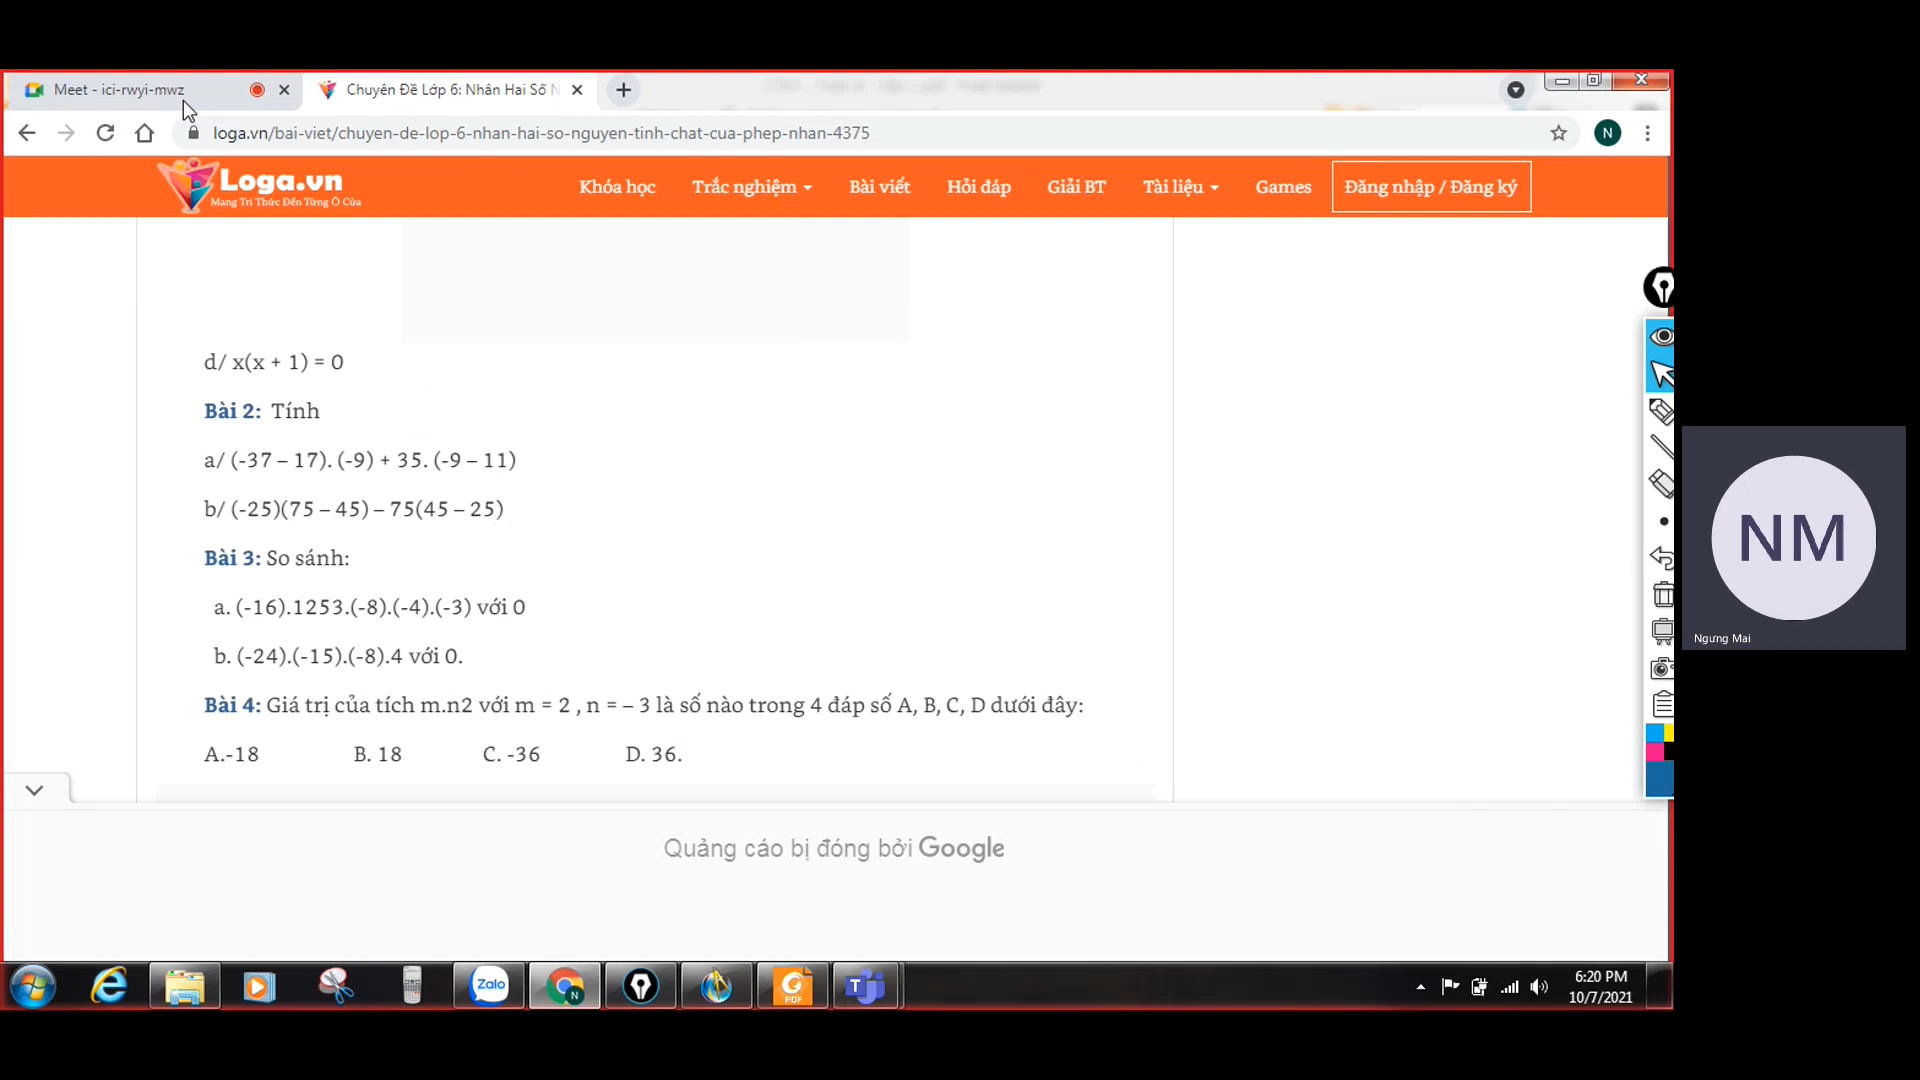 Meet - ici-rwyi-mwz
Chuyên Đề Lớp 6: Nhân Hai Số N
loga.vn/bai-viet/chuyen-de-lop-6-nhan-hai-so-nguyen-tinh-chat-cua-phep-nhan-4375
N
Loga.vn
Mang Tri Thức Đến Từng Ô Cửa
Khóa học Trắc nghiệm Bài viết Hỏi đáp Giải BT Tài liệu Games Đăng nhập / Đăng ký
d/ x(x + 1) = 0
Bài 2: Tính
a/ (-37 – 17). (-9) + 35. (-9 – 11)
b/ (-25)(75 – 45) – 75(45 – 25)
Bài 3: So sánh:
a. (-16).1253.(-8).(-4).(-3) với 0
b. (-24).(-15).(-8).4 với 0.
Bài 4: Giá trị của tích m.n2 với m = 2 , n = – 3 là số nào trong 4 đáp số A, B, C, D dưới đây:
A.-18 B. 18 C. -36 D. 36.
Quảng cáo bị đóng bởi Google
NM
Ngưng Mai
Zalo
N
PDF
T
6:20 PM
10/7/2021